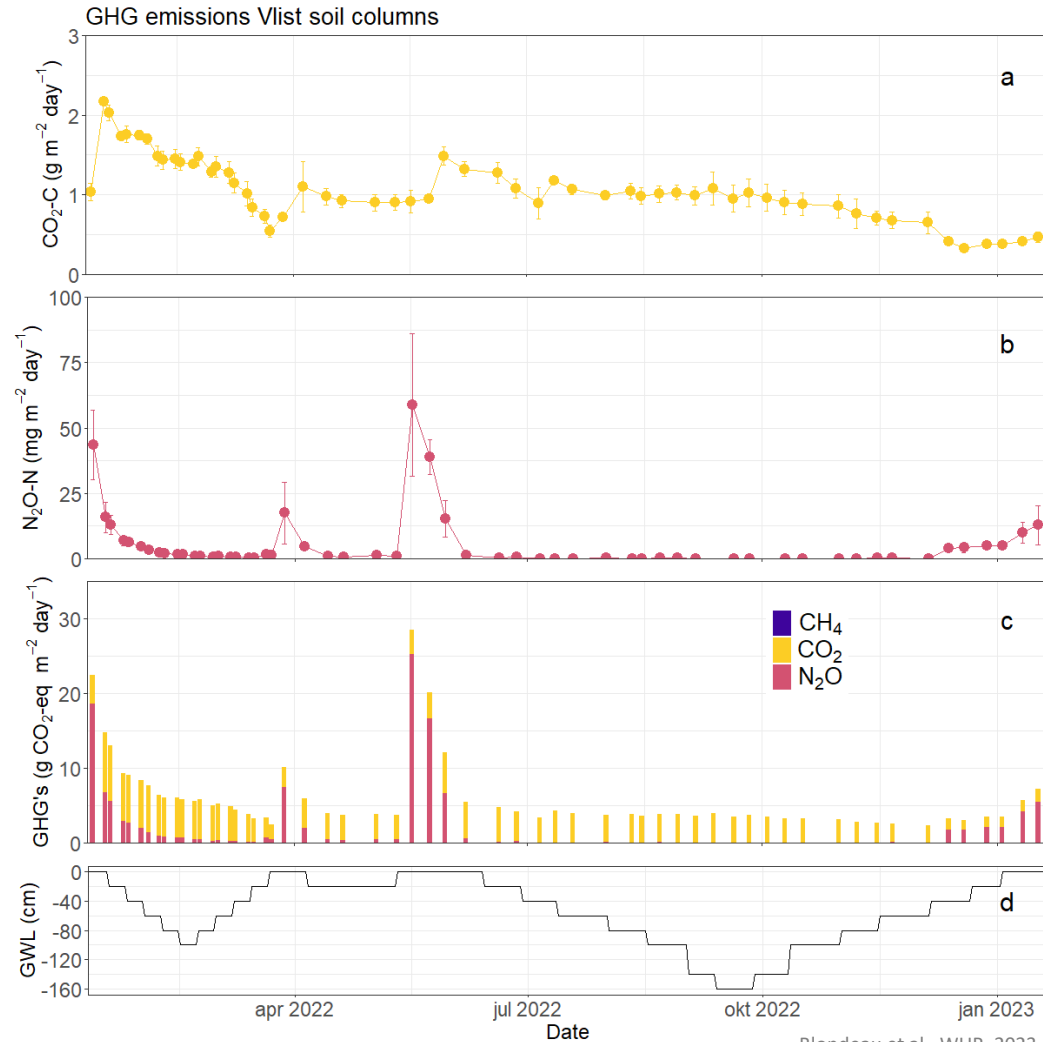 GHG emissions Vlist soil columns
CO₂-C (g m⁻² day⁻¹)
3
2
1
0
a
N₂O-N (mg m⁻² day⁻¹)
100
75
50
25
0
b
GHG's (g CO₂-eq m⁻² day⁻¹)
30
20
10
0
c
CH₄
CO₂
N₂O
GWL (cm)
0
-40
-80
-120
-160
d
apr 2022
jul 2022
okt 2022
jan 2023
Date